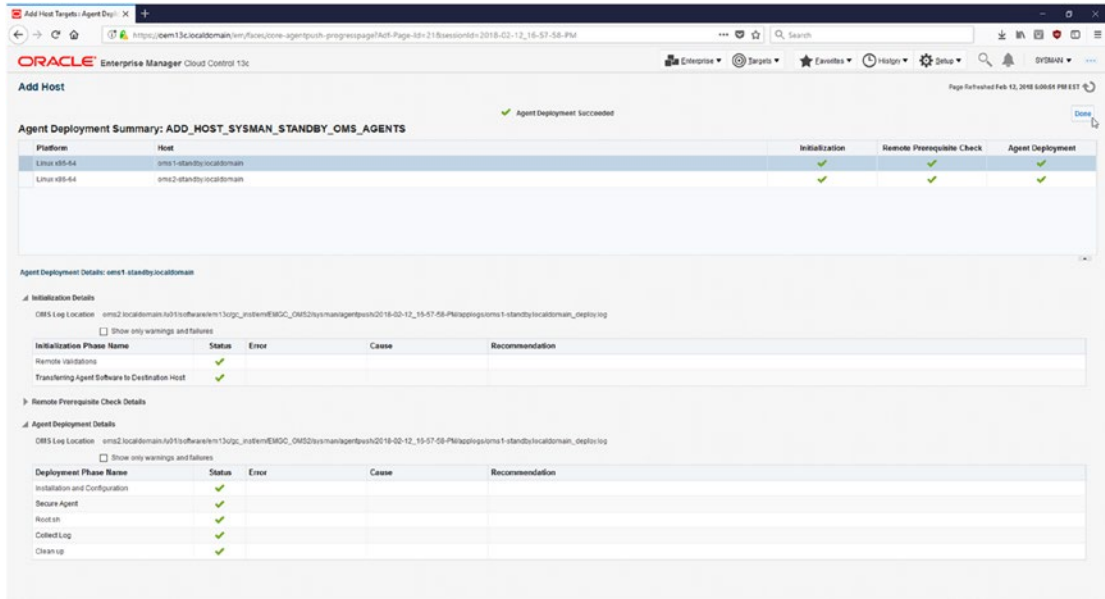 Add Host Targets : Agent Depl
https://oem13c.localdomain/em/faces/core-agentpush-progresspage?Adf-Page-Id=21&sessionId=2018-02-12_16-57-58-PM
Search
ORACLE Enterprise Manager Cloud Control 13c
Enterprise Targets Favorites History Setup SYSMAN
Add Host
Page Refreshed Feb 12, 2018 5:00:51 PM EST
Agent Deployment Succeeded
Done
Agent Deployment Summary: ADD_HOST_SYSMAN_STANDBY_OMS_AGENTS
Platform Host Initialization Remote Prerequisite Check Agent Deployment
Linux x86-64 oms1-standby.localdomain
Linux x86-64 oms2-standby.localdomain
Agent Deployment Details: oms1-standby.localdomain
Initialization Details
OMS Log Location oms2.localdomain:/u01/software/em13c/gc_inst/em/EMGC_OMS2/sysman/agentpush/2018-02-12_16-57-58-PM/applogs/oms1-standby.localdomain_deploy.log
Show only warnings and failures
Initialization Phase Name Status Error Cause Recommendation
Remote Validations
Transferring Agent Software to Destination Host
Remote Prerequisite Check Details
Agent Deployment Details
OMS Log Location oms2.localdomain:/u01/software/em13c/gc_inst/em/EMGC_OMS2/sysman/agentpush/2018-02-12_16-57-58-PM/applogs/oms1-standby.localdomain_deploy.log
Show only warnings and failures
Deployment Phase Name Status Error Cause Recommendation
Installation and Configuration
Secure Agent
Root.sh
Collect Log
Clean up